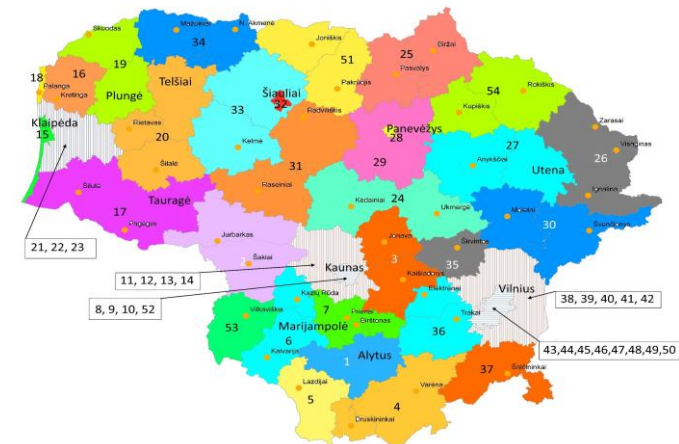 Skuodas
Mažeikiai
N. Akmenė
34
Joniškis
51
25
Biržai
Pasvalys
19
18
16
Palanga
Kretinga
Plungė
Telšiai
Šiauliai
32
33
Pakruojis
Radviliškis
54
Rokiškis
Kupiškis
Klaipėda
15
Rietavas
20
Kelmė
Šilalė
Panevėžys
28
29
27
Anykščiai
Utena
Zarasai
Visaginas
26
Ignalina
31
Raseiniai
24
Kėdainiai
Ukmergė
Šilutė
Tauragė
17
Pagėgiai
Molėtai
30
Švenčionys
21, 22, 23
Jurbarkas
Šakiai
2
Jonava
3
Širvintos
35
Kaunas
Kaišiadorys
11, 12, 13, 14
8, 9, 10, 52
Vilnius
38, 39, 40, 41, 42
Elektrėnai
Kazlų Rūda
7
Prienai
Birštonas
53
Vilkaviškis
Marijampolė
6
Kalvarija
36
Trakai
43,44,45,46,47,48,49,50
1
Alytus
37
Šalčininkai
Lazdijai
5
Varėna
4
Druskininkai